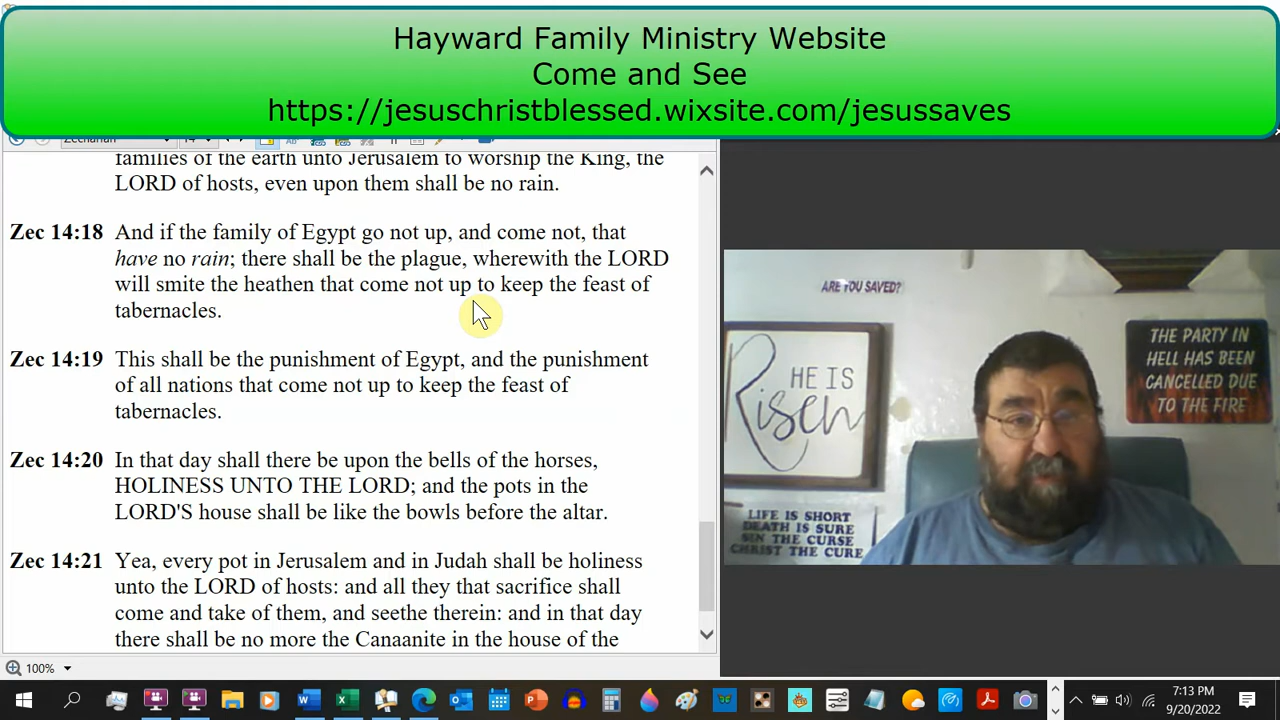 Hayward Family Ministry Website
Come and See
https://jesuschristblessed.wixsite.com/jesussaves
families of the earth unto Jerusalem to worship the King, the
LORD of hosts, even upon them shall be no rain.
Zec 14:18 And if the family of Egypt go not up, and come not, that
have no rain; there shall be the plague, wherewith the LORD
will smite the heathen that come not up to keep the feast of
tabernacles.
Zec 14:19 This shall be the punishment of Egypt, and the punishment
of all nations that come not up to keep the feast of
tabernacles.
Zec 14:20 In that day shall there be upon the bells of the horses,
HOLINESS UNTO THE LORD; and the pots in the
LORD'S house shall be like the bowls before the altar.
Zec 14:21 Yea, every pot in Jerusalem and in Judah shall be holiness
unto the LORD of hosts: and all they that sacrifice shall
come and take of them, and seethe therein: and in that day
there shall be no more the Canaanite in the house of the
100%
ARE YOU SAVED?
HE IS
Risen
THE PARTY IN
HELL HAS BEEN
CANCELLED DUE
TO THE FIRE
LIFE IS SHORT
DEATH IS SURE
SIN THE CURSE
CHRIST THE CURE
7:13 PM
9/20/2022